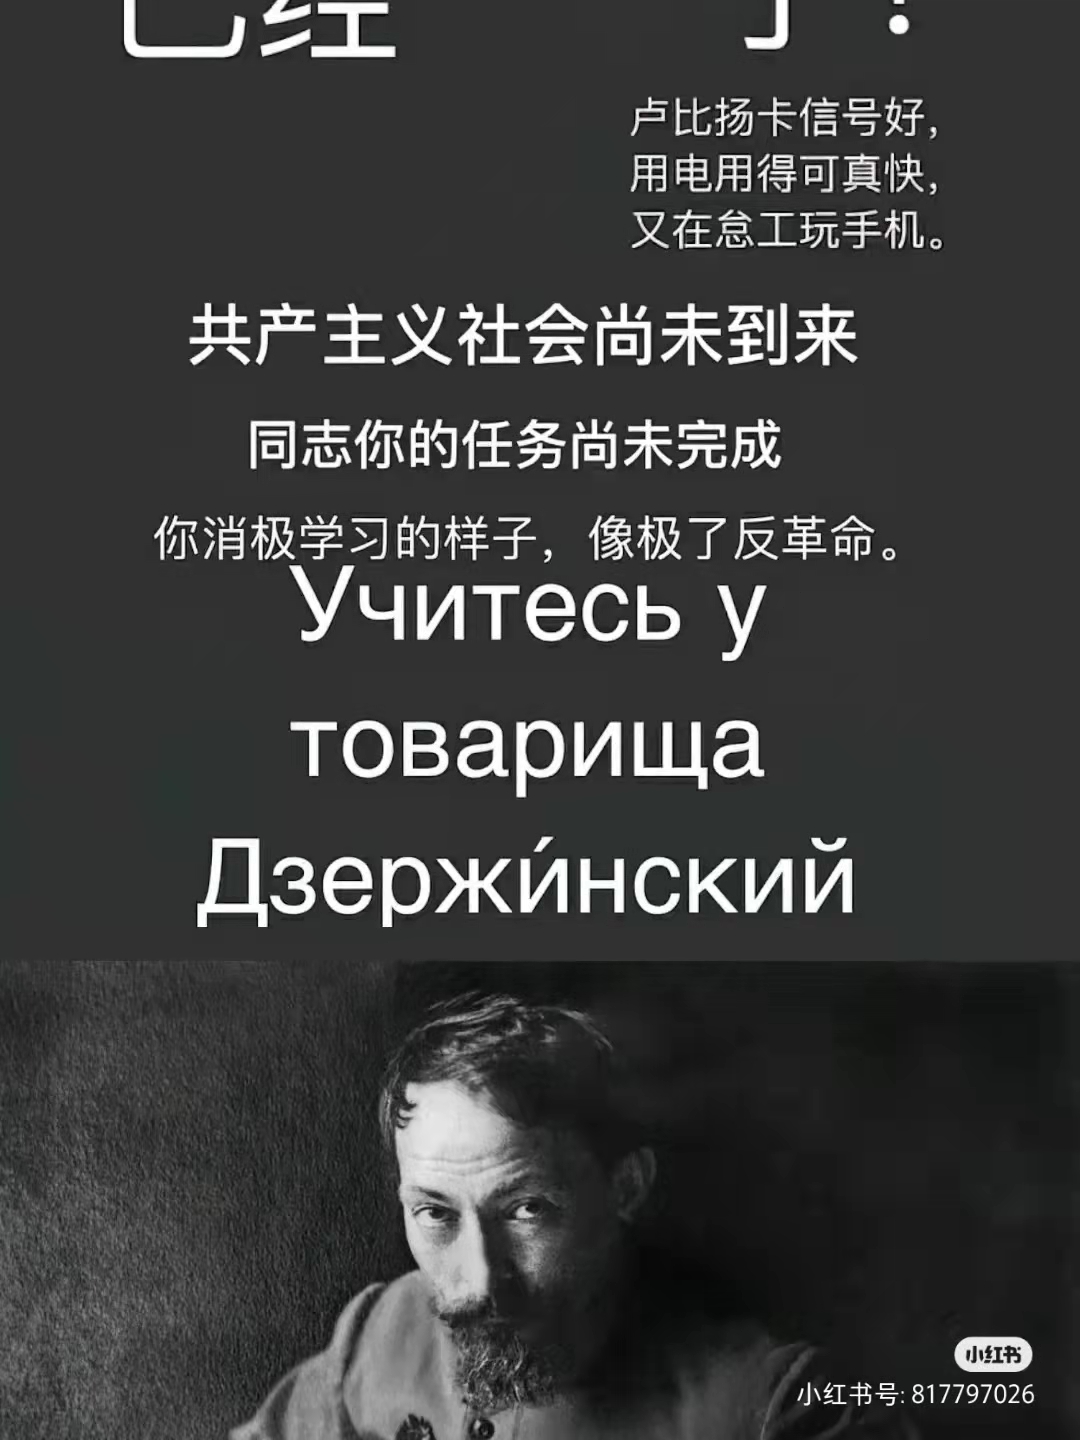 已经 了！
卢比扬卡信号好，
用电用得可真快，
又在怠工玩手机。
共产主义社会尚未到来
同志你的任务尚未完成
你消极学习的样子，像极了反革命。
Учитесь у
товарища
Дзержи́нский
小红书
小红书号: 817797026